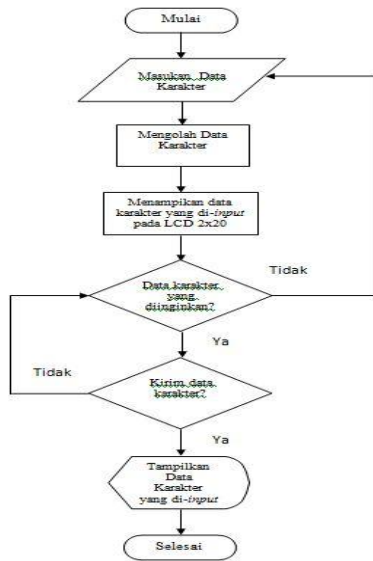 Mulai
Masukan Data
Karakter
Mengolah Data
Karakter
Menampikan data
karakter yang di-input
pada LCD 2x20
Tidak
Data karakter
yang
diinginkan?
Ya
Tidak
Kirim data
karakter?
Ya
Tampilkan
Data
Karakter
yang di-input
Selesai